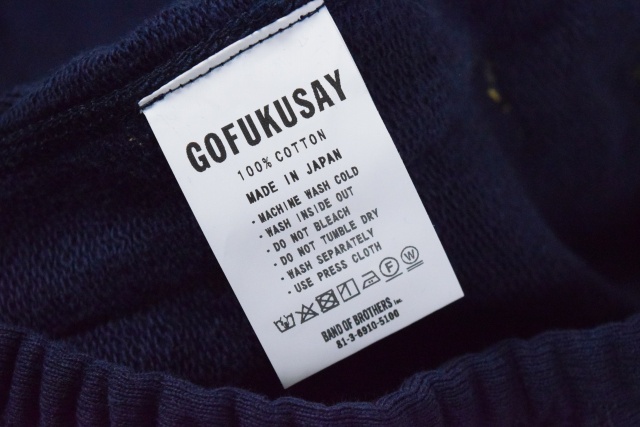 GOFUKUSAY
100% COTTON
MADE IN JAPAN
· MACHINE WASH COLD
· WASH INSIDE OUT
· DO NOT BLEACH
· DO NOT TUMBLE DRY
· WASH SEPARATELY
· USE PRESS CLOTH
F W
BAND OF BROTHERS inc.
81-3-6910-5100